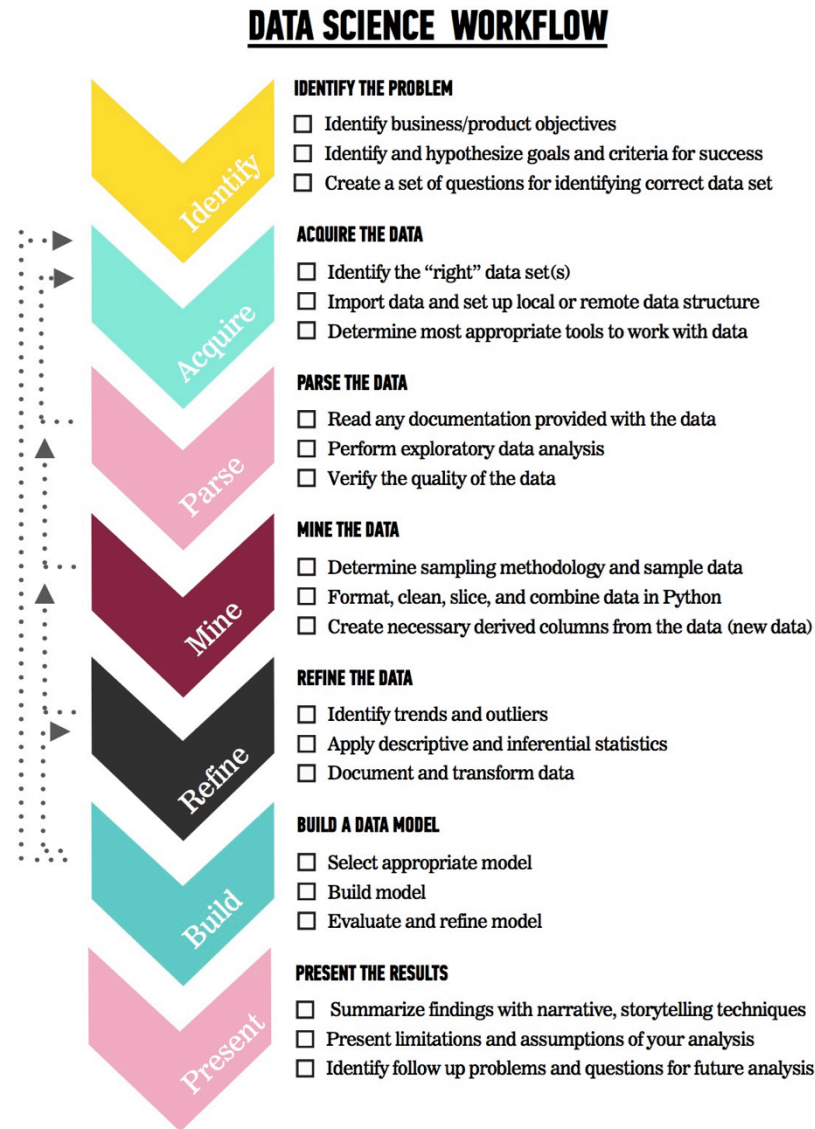 DATA SCIENCE WORKFLOW
IDENTIFY THE PROBLEM
Identify business/product objectives
Identify and hypothesize goals and criteria for success
Create a set of questions for identifying correct data set
Identify
ACQUIRE THE DATA
Identify the “right” data set(s)
Import data and set up local or remote data structure
Determine most appropriate tools to work with data
Acquire
PARSE THE DATA
Read any documentation provided with the data
Perform exploratory data analysis
Verify the quality of the data
Parse
MINE THE DATA
Determine sampling methodology and sample data
Format, clean, slice, and combine data in Python
Create necessary derived columns from the data (new data)
Mine
REFINE THE DATA
Identify trends and outliers
Apply descriptive and inferential statistics
Document and transform data
Refine
BUILD A DATA MODEL
Select appropriate model
Build model
Evaluate and refine model
Build
PRESENT THE RESULTS
Summarize findings with narrative, storytelling techniques
Present limitations and assumptions of your analysis
Identify follow up problems and questions for future analysis
Present